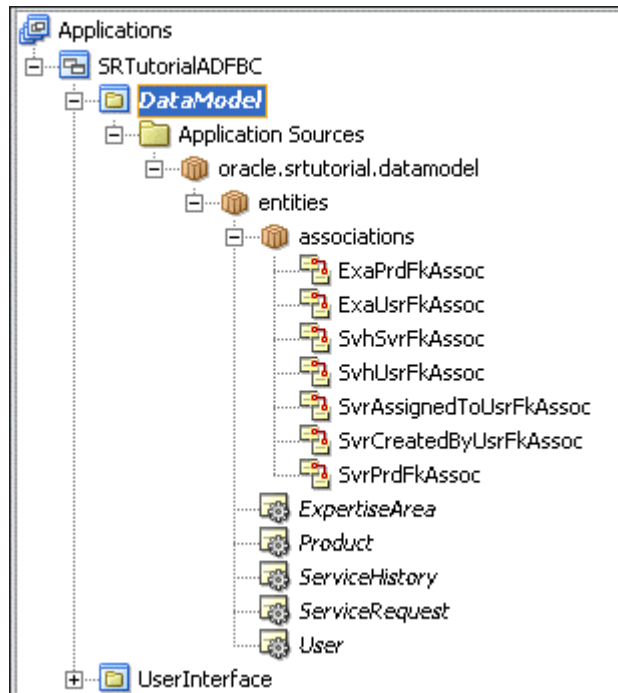 Applications
SRTutorialADFBC
DataModel
Application Sources
oracle.srtutorial.datamodel
entities
associations
ExaPrdFkAssoc
ExaUsrFkAssoc
SvhSvrFkAssoc
SvhUsrFkAssoc
SvrAssignedToUsrFkAssoc
SvrCreatedByUsrFkAssoc
SvrPrdFkAssoc
ExpertiseArea
Product
ServiceHistory
ServiceRequest
User
UserInterface